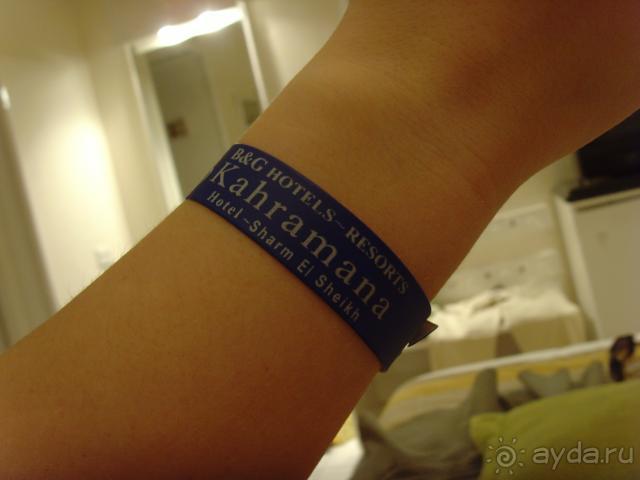 B&G HOTELS-RESORTS
Kahramana
Hotel-Sharm El Sheikh
ayda.ru